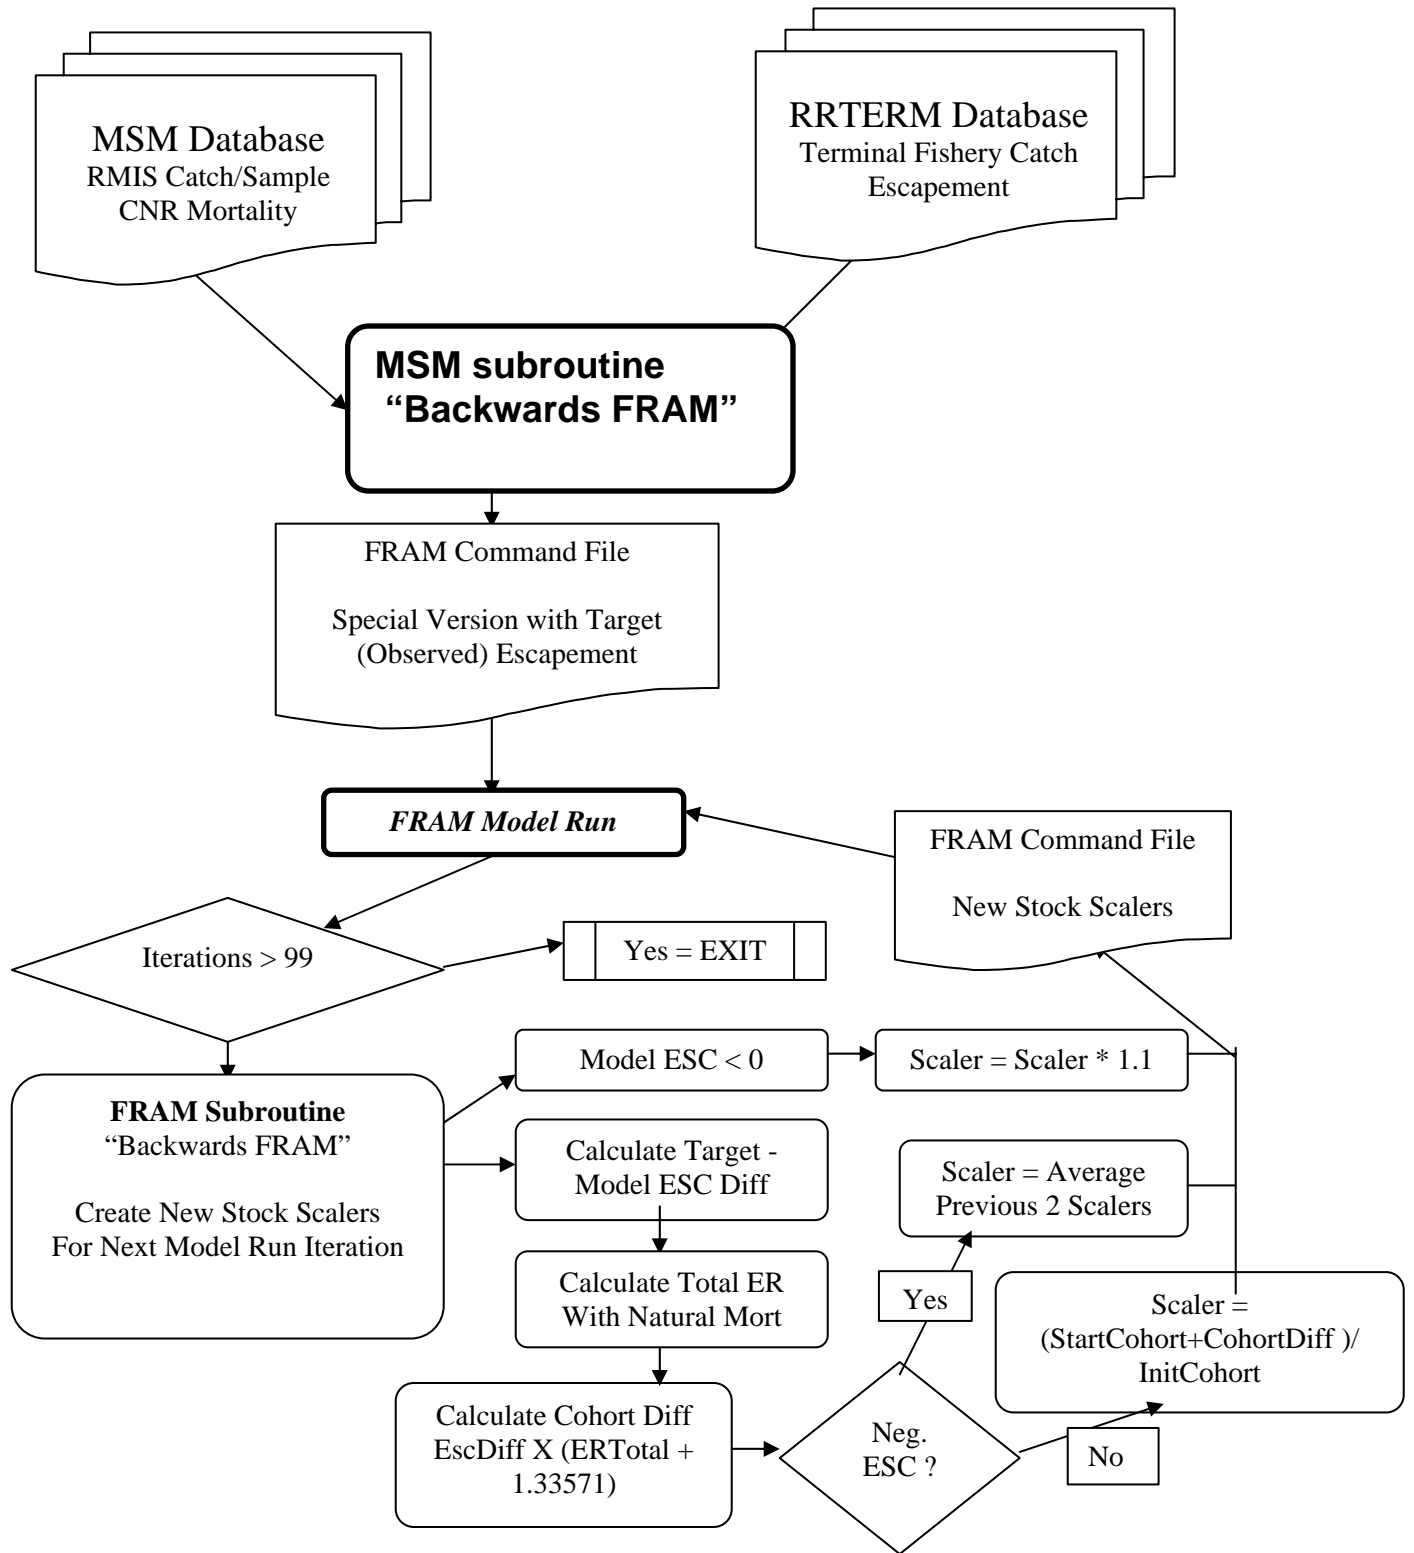 MSM Database
RMIS Catch/Sample
CNR Mortality
RRTERM Database
Terminal Fishery Catch
Escapement
MSM subroutine
“Backwards FRAM”
FRAM Command File
Special Version with Target
(Observed) Escapement
FRAM Model Run
FRAM Command File
New Stock Scalers
Iterations > 99
Yes = EXIT
Model ESC < 0
Scaler = Scaler * 1.1
FRAM Subroutine
“Backwards FRAM”
Create New Stock Scalers
For Next Model Run Iteration
Calculate Target -
Model ESC Diff
Scaler = Average
Previous 2 Scalers
Calculate Total ER
With Natural Mort
Yes
Scaler =
(StartCohort+CohortDiff )/
InitCohort
Calculate Cohort Diff
EscDiff X (ERTotal +
1.33571)
Neg.
ESC ?
No